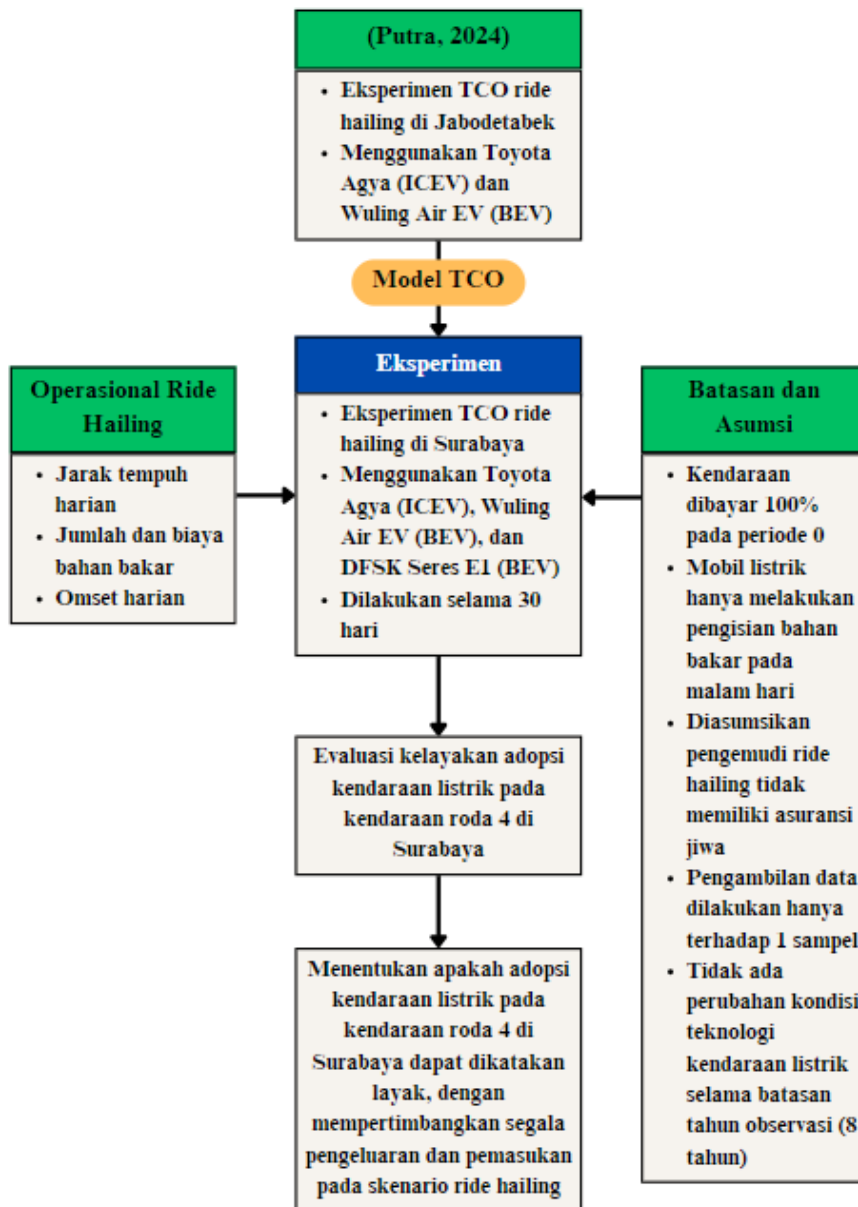 (Putra, 2024)
• Eksperimen TCO ride
hailing di Jabodetabek
• Menggunakan Toyota
Agya (ICEV) dan
Wuling Air EV (BEV)
Model TCO
Operasional Ride
Hailing
• Jarak tempuh
harian
• Jumlah dan biaya
bahan bakar
• Omset harian
Eksperimen
• Eksperimen TCO ride
hailing di Surabaya
• Menggunakan Toyota
Agya (ICEV), Wuling
Air EV (BEV), dan
DFSK Seres E1 (BEV)
• Dilakukan selama 30
hari
Batasan dan
Asumsi
• Kendaraan
dibayar 100%
pada periode 0
• Mobil listrik
hanya melakukan
pengisian bahan
bakar pada
malam hari
• Diasumsikan
pengemudi ride
hailing tidak
memiliki asuransi
jiwa
• Pengambilan data
dilakukan hanya
terhadap 1 sampel
• Tidak ada
perubahan kondisi
teknologi
kendaraan listrik
selama batasan
tahun observasi (8
tahun)
Evaluasi kelayakan adopsi
kendaraan listrik pada
kendaraan roda 4 di
Surabaya
Menentukan apakah adopsi
kendaraan listrik pada
kendaraan roda 4 di
Surabaya dapat dikatakan
layak, dengan
mempertimbangkan segala
pengeluaran dan pemasukan
pada skenario ride hailing